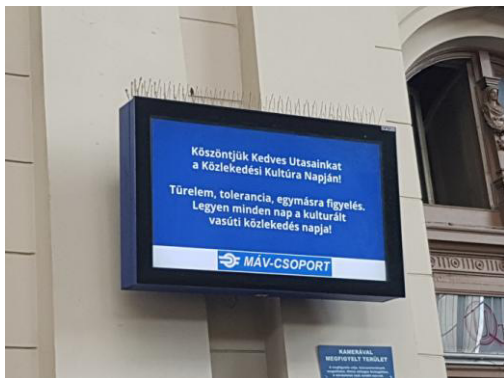 Köszöntjük Kedves Utasainkat
a Közlekedési Kultúra Napján!
Türelem, tolerancia, egymásra figyelés.
Legyen minden nap a kulturált
vasúti közlekedés napja!
MÁV-CSOPORT
KAMERÁVAL
MEGFIGYELT TERÜLET